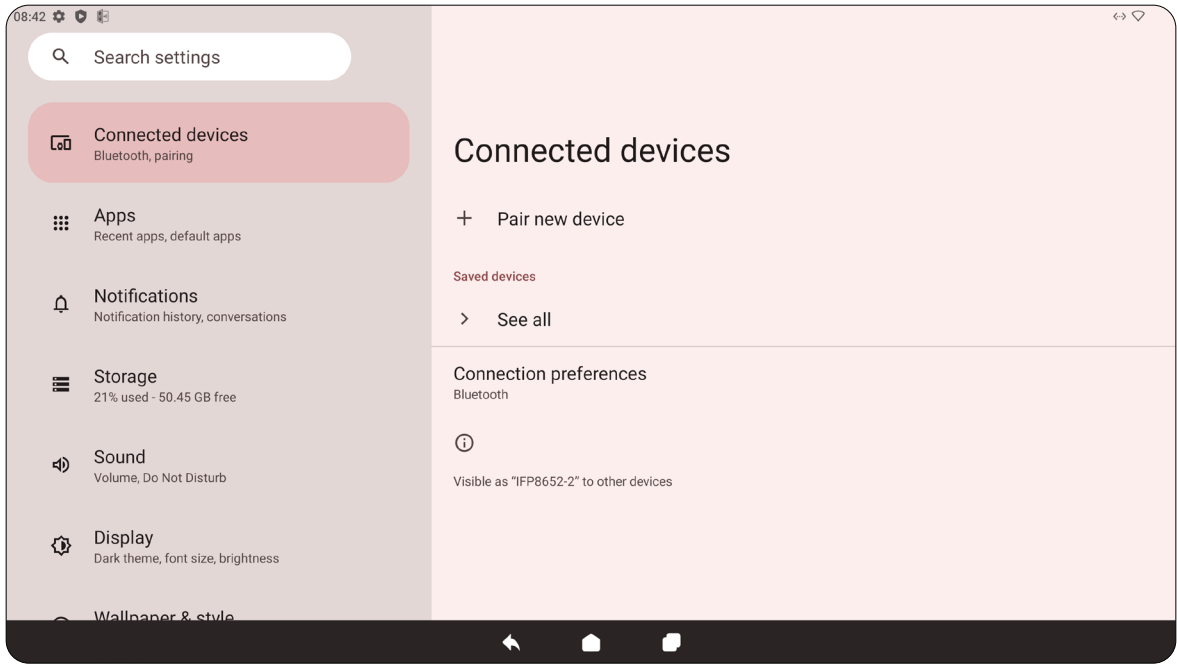 08:42
Search settings
Connected devices
Bluetooth, pairing
Apps
Recent apps, default apps
Notifications
Notification history, conversations
Storage
21% used - 50.45 GB free
Sound
Volume, Do Not Disturb
Display
Dark theme, font size, brightness
Wallpaper & style
Connected devices
Pair new device
Saved devices
See all
Connection preferences
Bluetooth
Visible as “IFP8652-2” to other devices